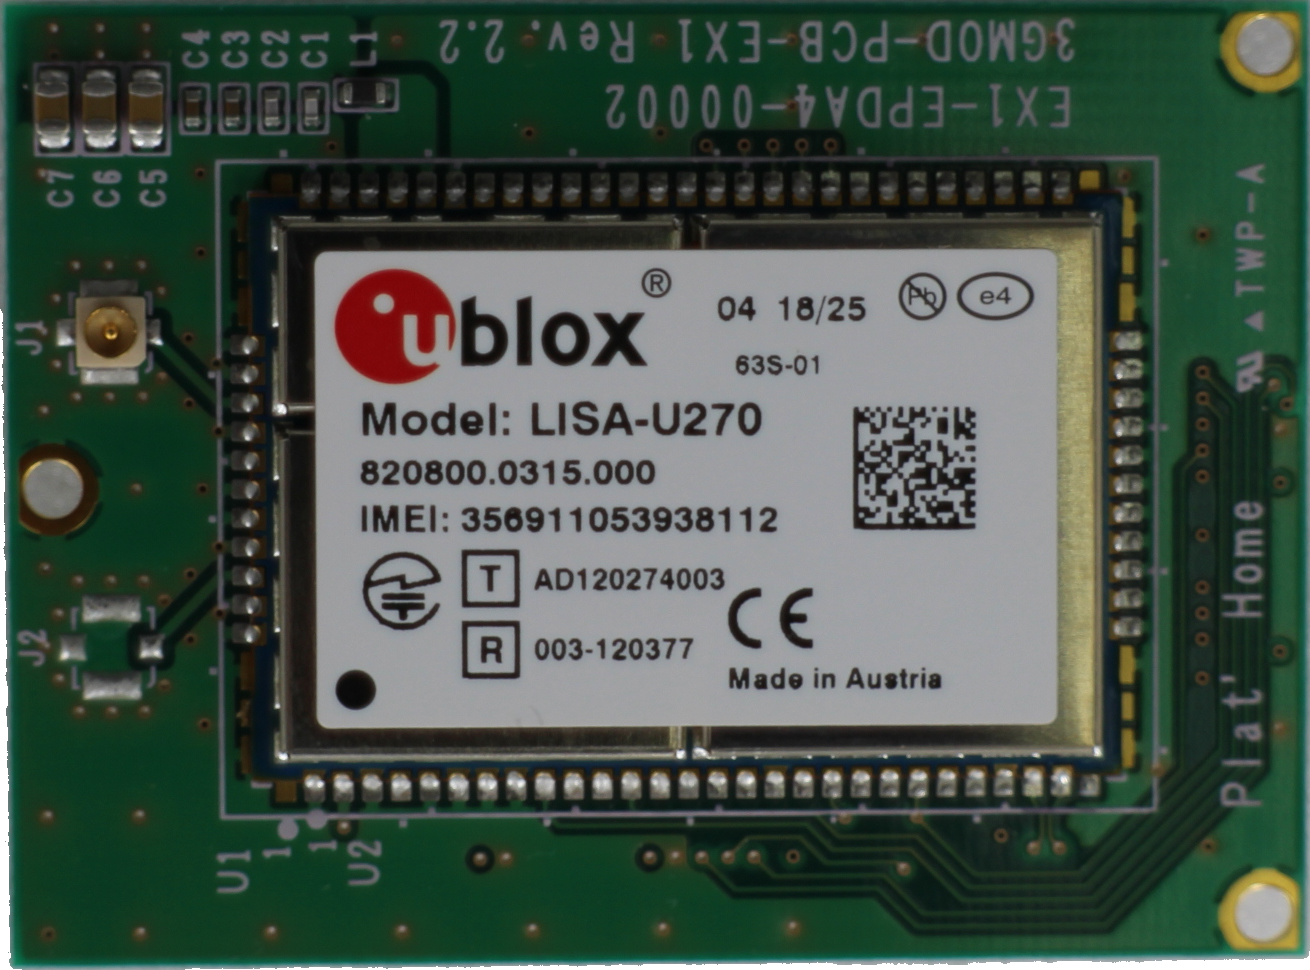 3GMOD-PCB-EX1 Rev.2.2
EX1-EPDA4-00002
C4
C3
C2
C1
L1
C7
C6
C5
J1
J2
ublox®
04 18/25
Pb
e4
63S-01
Model: LISA-U270
820800.0315.000
IMEI: 356911053938112
T AD120274003
R 003-120377
CE
Made in Austria
TWP-A
Plat' Home
U1
1
1
U2